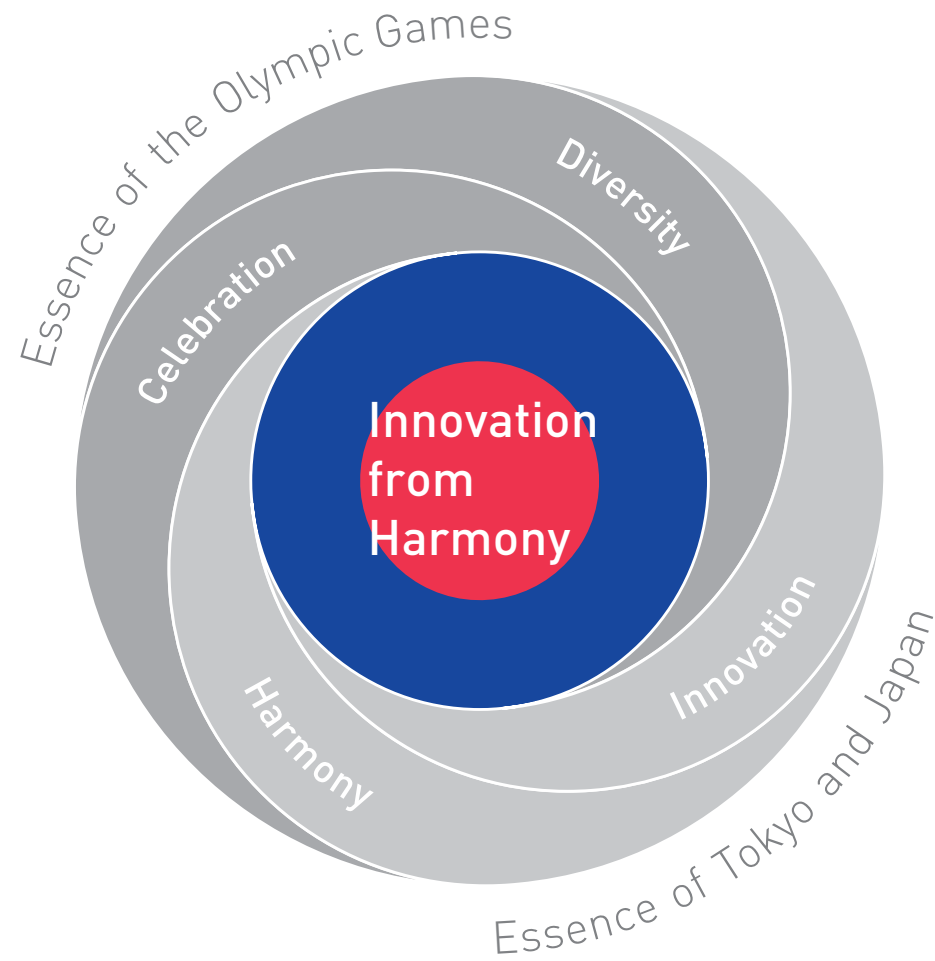 Essence of the Olympic Games
Diversity
Celebration
Innovation
from
Harmony
Innovation
Harmony
Essence of Tokyo and Japan